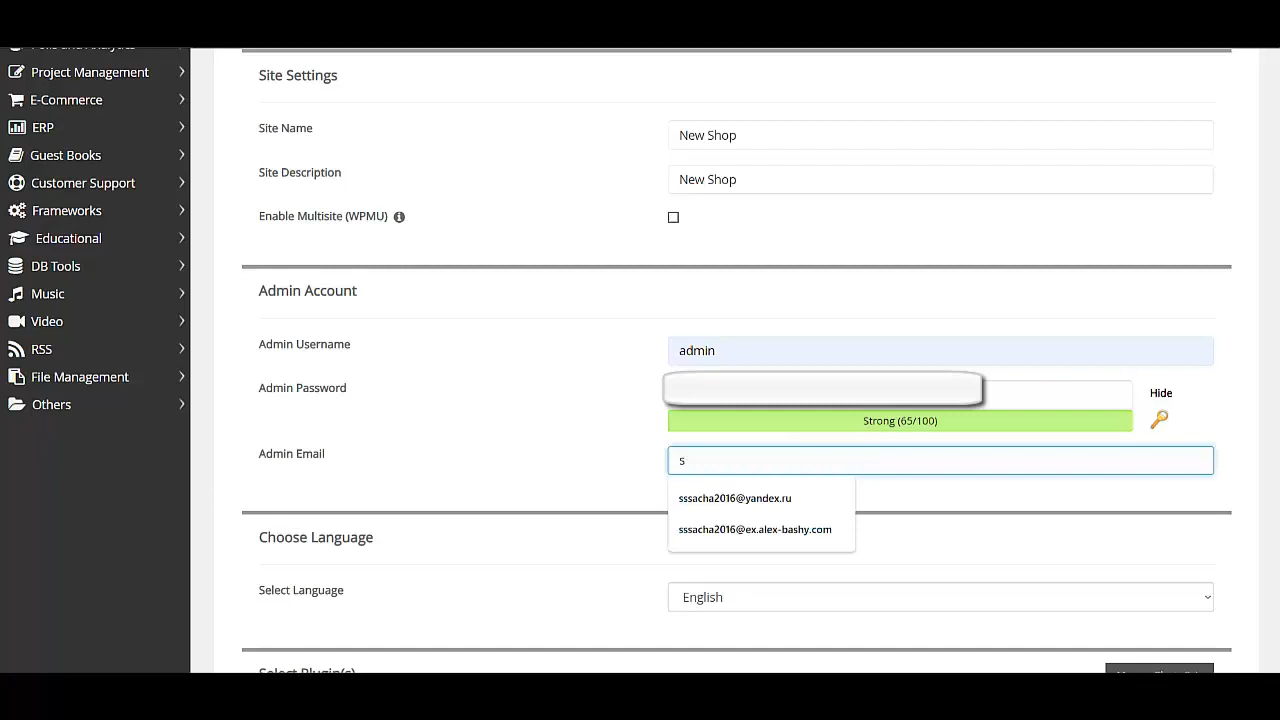 Project Management
E-Commerce
ERP
Guest Books
Customer Support
Frameworks
Educational
DB Tools
Music
Video
RSS
File Management
Others
Site Settings
Site Name
New Shop
Site Description
New Shop
Enable Multisite (WPMU)
Admin Account
Admin Username
admin
Admin Password
Hide
Strong (65/100)
Admin Email
s
sssacha2016@yandex.ru
sssacha2016@ex.alex-bashy.com
Choose Language
Select Language
English
Select Plugin(s)